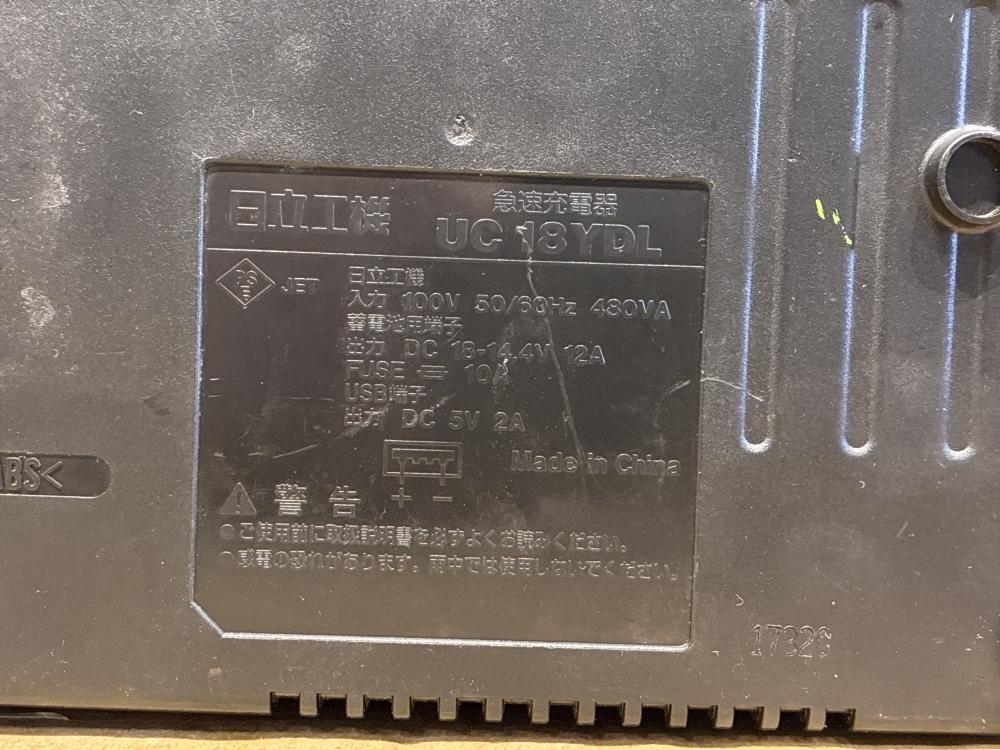 日立工機 急速充電器
UC 18YDL
PS
E
JET
日立工機
入力 100V 50/60Hz 480VA
蓄電池用端子
出力 DC 18-14.4V 12A
FUSE 10A
USB端子
出力 DC 5V 2A
+ −
Made in China
警告
ご使用前に取扱説明書を必ずよくお読みください。
感電の恐れがあります。雨中では使用しないでください。
ABS<